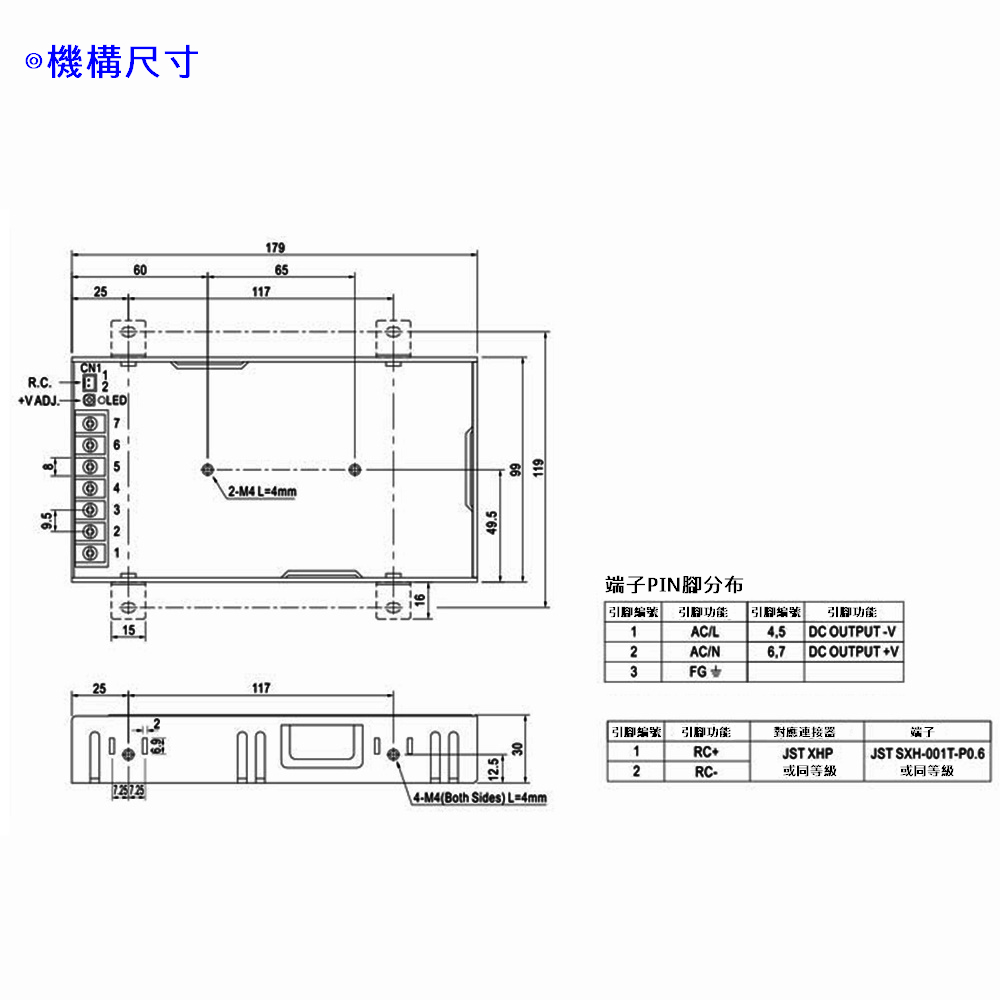 ⊙機構尺寸
179
60 65
25 117
CN1
R.C. 1
2
+V ADJ. LED
7
6
8 5
4
9.5 3
2
1
2-M4 L=4mm
49.5
99
119
16
15
25 117
2
6.9
7.25 7.25
12.5
30
4-M4(Both Sides) L=4mm
端子PIN腳分布
引腳編號 引腳功能 引腳編號 引腳功能
1 AC/L 4,5 DC OUTPUT -V
2 AC/N 6,7 DC OUTPUT +V
3 FG ⏚
引腳編號 引腳功能 對應連接器 端子
1 RC+ JST XHP JST SXH-001T-P0.6
2 RC- 或同等級 或同等級